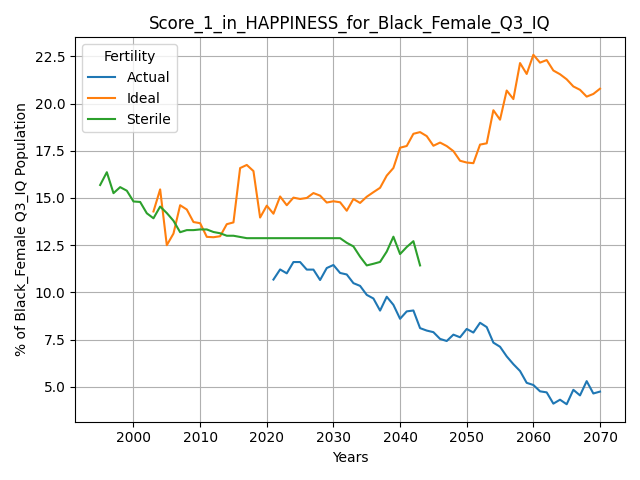 Score_1_in_HAPPINESS_for_Black_Female_Q3_IQ
Fertility
Actual
Ideal
Sterile
% of Black_Female Q3_IQ Population
22.5
20.0
17.5
15.0
12.5
10.0
7.5
5.0
2000 2010 2020 2030 2040 2050 2060 2070
Years